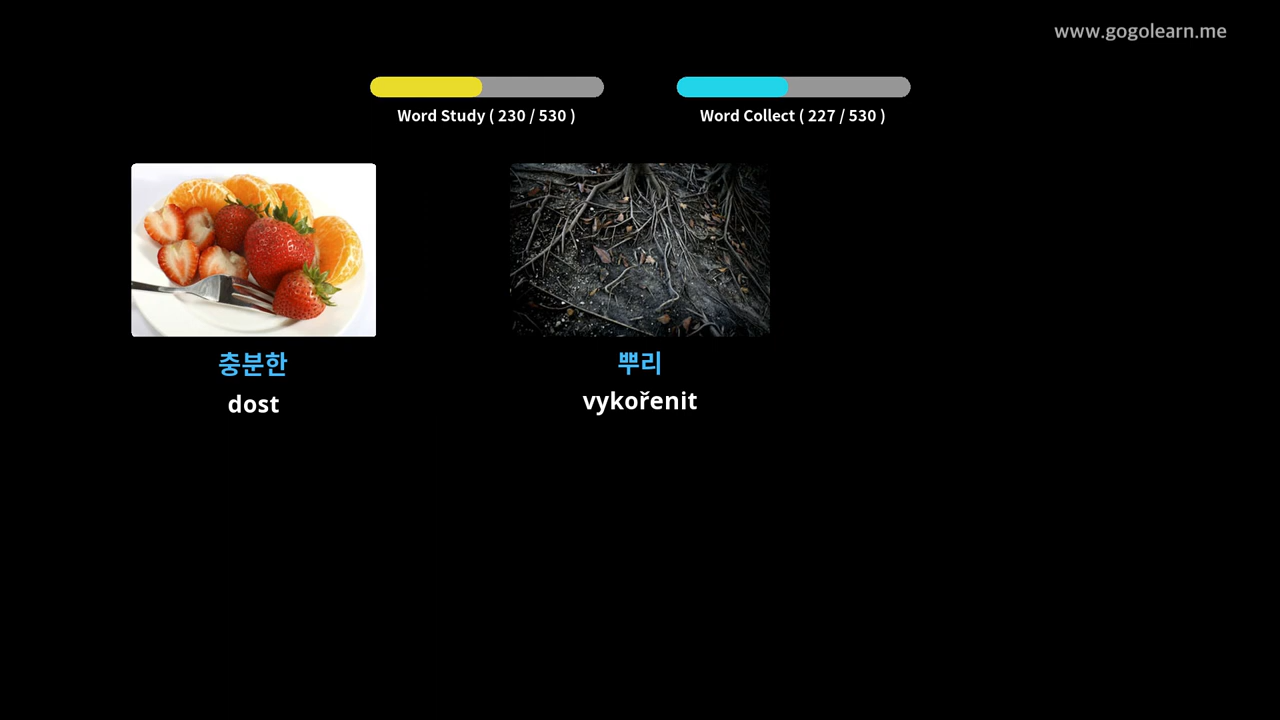 www.gogolearn.me
Word Study ( 230 / 530 )
Word Collect ( 227 / 530 )
충분한
dost
뿌리
vykořenit